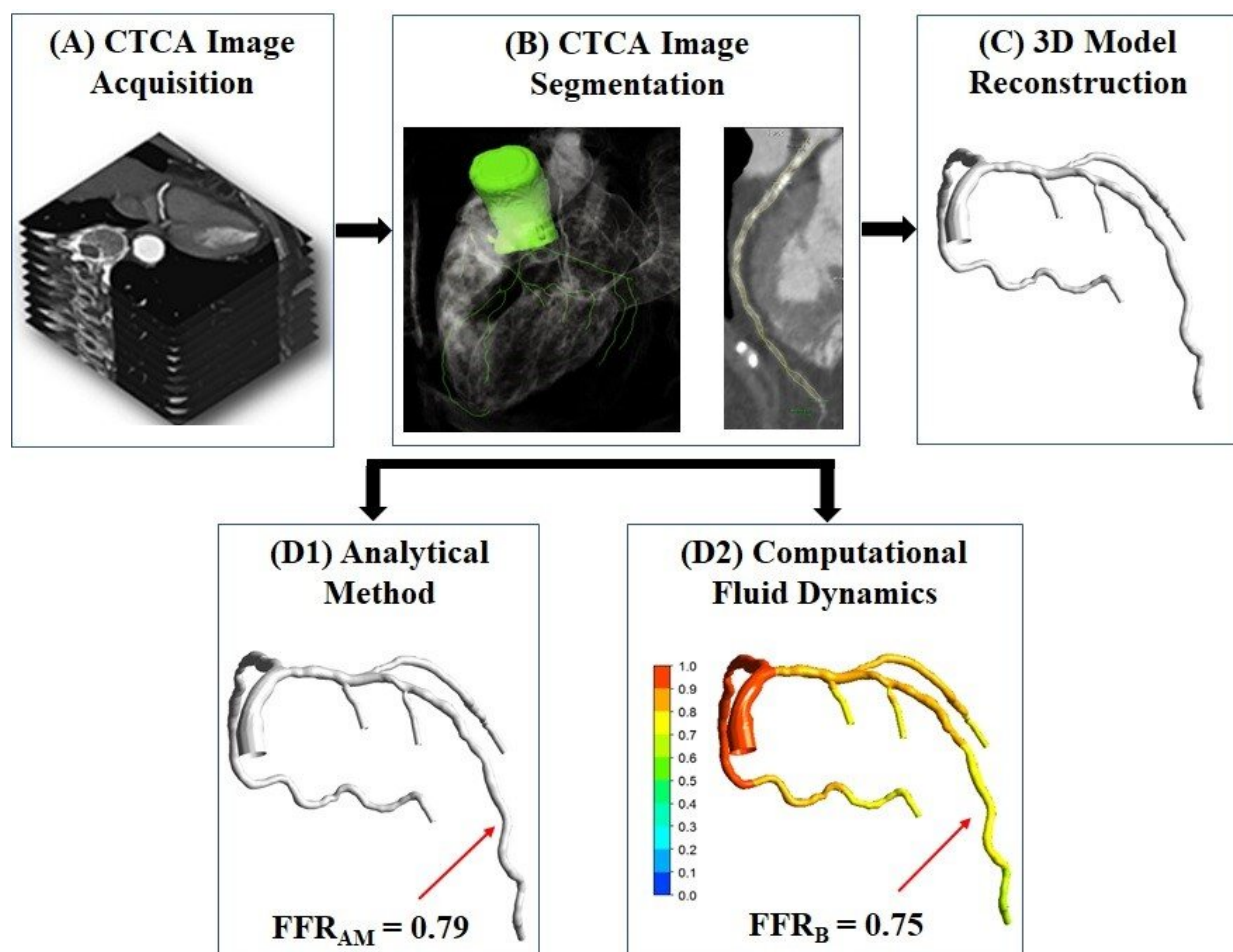 (A) CTCA Image
Acquisition
(B) CTCA Image
Segmentation
(C) 3D Model
Reconstruction
(D1) Analytical
Method
FFRAM = 0.79
(D2) Computational
Fluid Dynamics
1.0
0.9
0.8
0.7
0.6
0.5
0.4
0.3
0.2
0.1
0.0
FFRB = 0.75